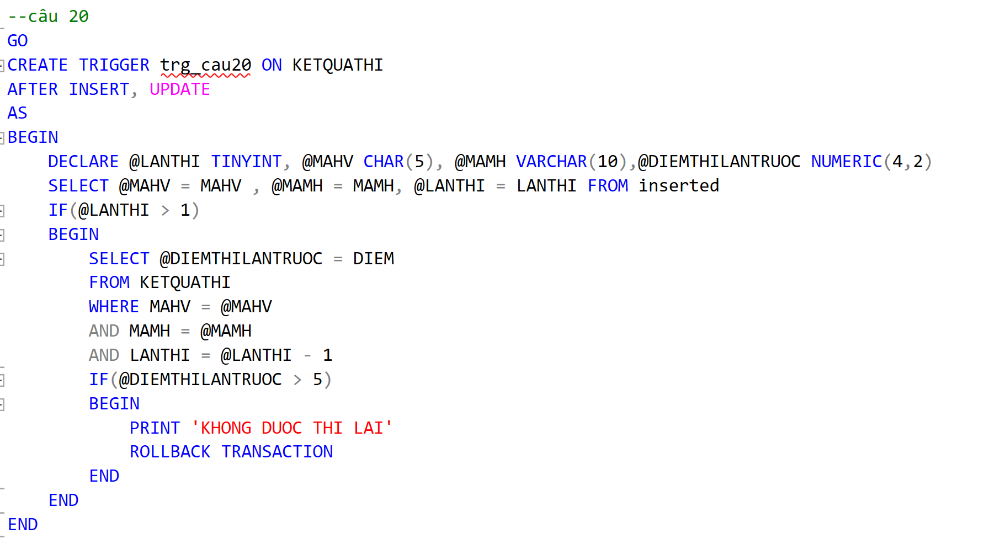 --câu 20
GO
CREATE TRIGGER trg_cau20 ON KETQUATHI
AFTER INSERT, UPDATE
AS
BEGIN
DECLARE @LANTHI TINYINT, @MAHV CHAR(5), @MAMH VARCHAR(10),@DIEMTHILANTRUOC NUMERIC(4,2)
SELECT @MAHV = MAHV , @MAMH = MAMH, @LANTHI = LANTHI FROM inserted
IF(@LANTHI > 1)
BEGIN
SELECT @DIEMTHILANTRUOC = DIEM
FROM KETQUATHI
WHERE MAHV = @MAHV
AND MAMH = @MAMH
AND LANTHI = @LANTHI - 1
IF(@DIEMTHILANTRUOC > 5)
BEGIN
PRINT 'KHONG DUOC THI LAI'
ROLLBACK TRANSACTION
END
END
END